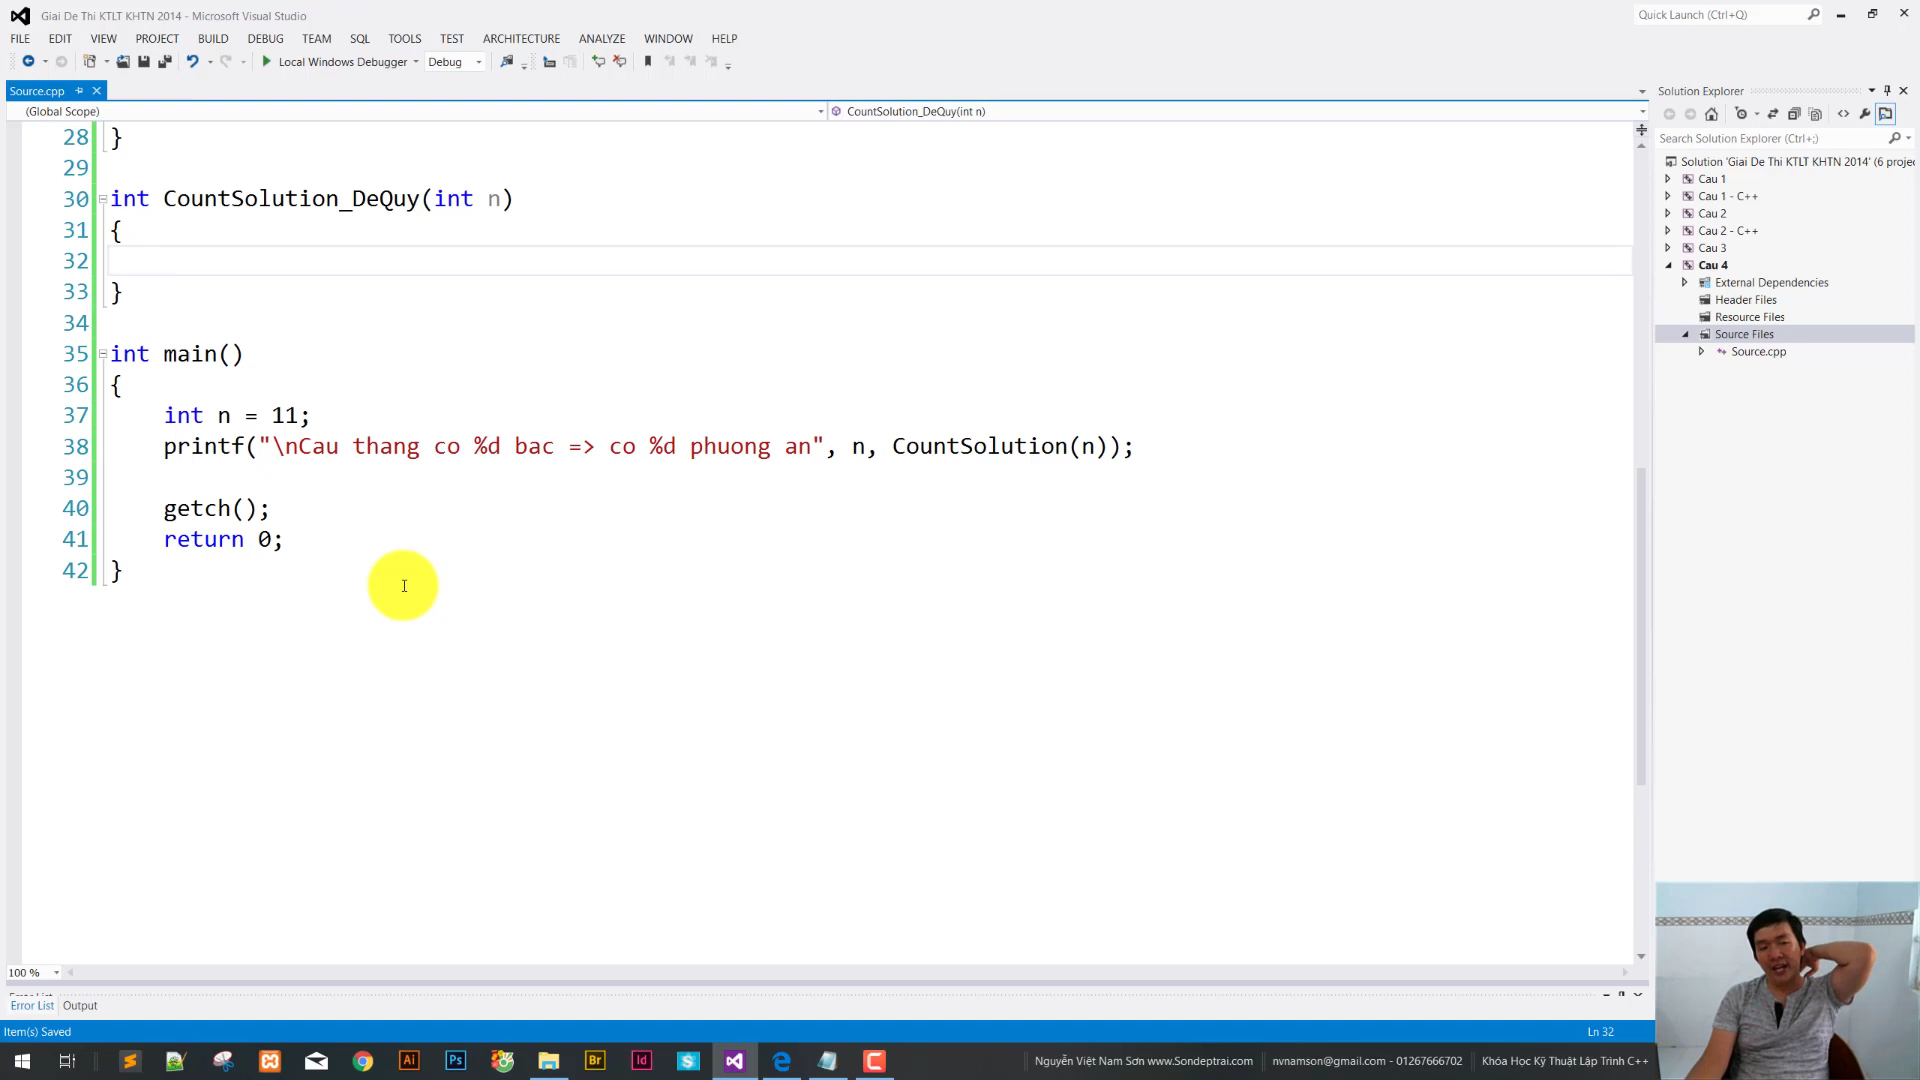 Giai De Thi KTLT KHTN 2014 - Microsoft Visual Studio
Quick Launch (Ctrl+Q)
FILE EDIT VIEW PROJECT BUILD DEBUG TEAM SQL TOOLS TEST ARCHITECTURE ANALYZE WINDOW HELP
Local Windows Debugger Debug
Source.cpp
Solution Explorer
(Global Scope) CountSolution_DeQuy(int n)
Search Solution Explorer (Ctrl+;)
Solution 'Giai De Thi KTLT KHTN 2014' (6 projec
Cau 1
Cau 1 - C++
Cau 2
Cau 2 - C++
Cau 3
Cau 4
External Dependencies
Header Files
Resource Files
Source Files
Source.cpp
28 }
29
30 int CountSolution_DeQuy(int n)
31 {
32
33 }
34
35 int main()
36 {
37 int n = 11;
38 printf("\nCau thang co %d bac => co %d phuong an", n, CountSolution(n));
39
40 getch();
41 return 0;
42 }
100 %
Error List Output
Item(s) Saved
Ln 32
Ai Ps Br Id
Nguyễn Việt Nam Sơn www.Sondeptrai.com nvnamson@gmail.com - 01267666702 Khóa Học Kỹ Thuật Lập Trình C++